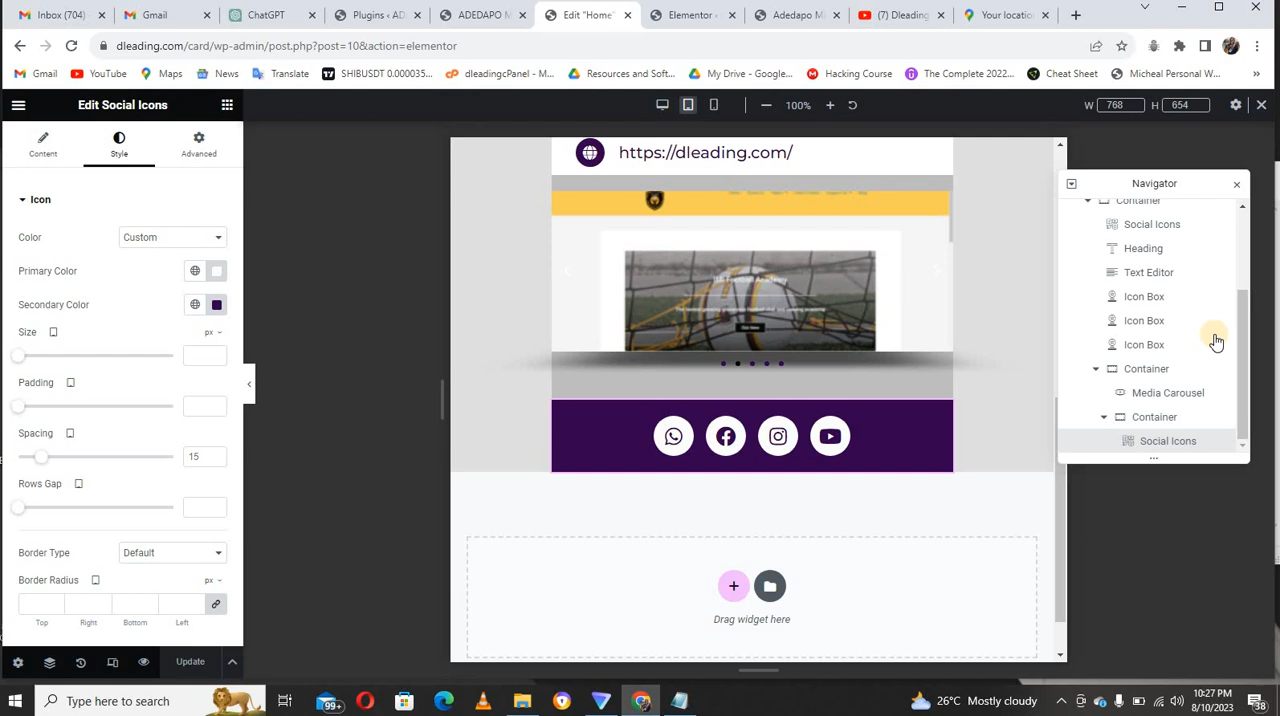 Inbox (704)
Gmail
ChatGPT
Plugins ‹ AD
ADEDAPO M
Edit "Home"
Elementor ‹
Adedapo M
(7) Dleading
Your locatio
dleading.com/card/wp-admin/post.php?post=10&action=elementor
Gmail
YouTube
Maps
News
Translate
SHIBUSDT 0.000035...
dleadingcPanel - M...
Resources and Soft...
My Drive - Google...
Hacking Course
The Complete 2022...
Cheat Sheet
Micheal Personal W...
Edit Social Icons
100%
W 768 H 654
Content
Style
Advanced
Icon
Color
Custom
Primary Color
Secondary Color
Size
px
Padding
Spacing
15
Rows Gap
Border Type
Default
Border Radius
px
Top
Right
Bottom
Left
Update
https://dleading.com/
Drag widget here
Navigator
Container
Social Icons
Heading
Text Editor
Icon Box
Icon Box
Icon Box
Container
Media Carousel
Container
Social Icons
Type here to search
99+
26°C Mostly cloudy
10:27 PM
8/10/2023
38